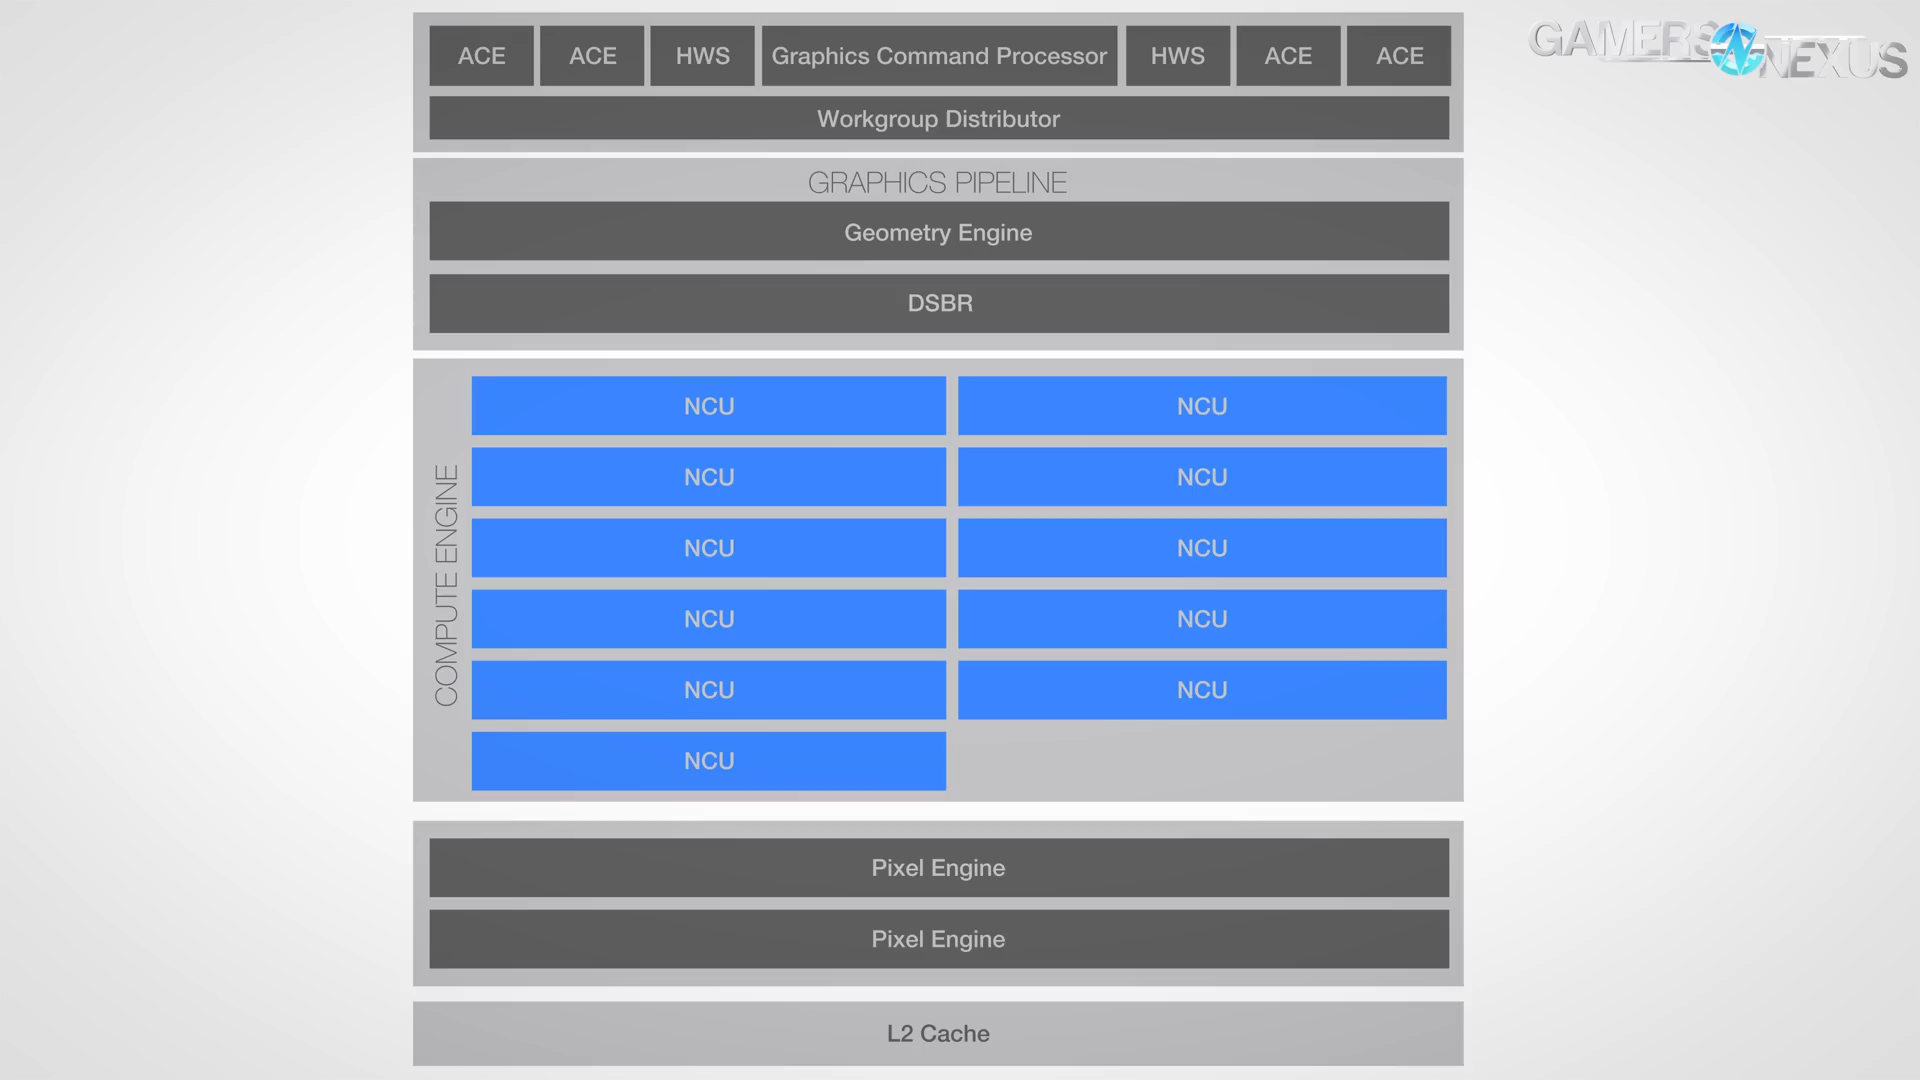 ACE ACE HWS Graphics Command Processor HWS ACE ACE
GAMERS NEXUS
Workgroup Distributor
GRAPHICS PIPELINE
Geometry Engine
DSBR
COMPUTE ENGINE
NCU NCU
NCU NCU
NCU NCU
NCU NCU
NCU NCU
NCU
Pixel Engine
Pixel Engine
L2 Cache